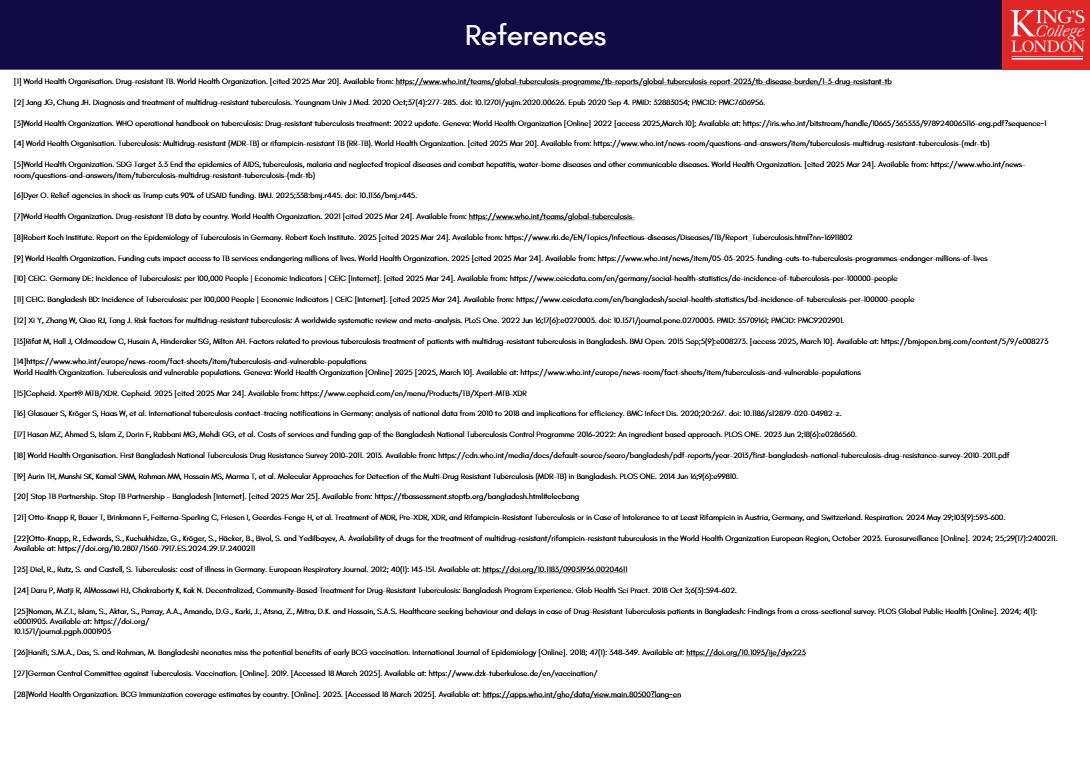 References
KING'S
College
LONDON
[1] World Health Organisation. Drug-resistant TB. World Health Organization. [cited 2025 Mar 20]. Available from: https://www.who.int/teams/global-tuberculosis-programme/tb-reports/global-tuberculosis-report-2023/tb-disease-burden/1-3-drug-resistant-tb
[2] Jang JG, Chung JH. Diagnosis and treatment of multidrug-resistant tuberculosis. Yeungnam Univ J Med. 2020 Oct;37(4):277-285. doi: 10.12701/yujm.2020.00626. Epub 2020 Sep 4. PMID: 32883054; PMCID: PMC7606956.
[3]World Health Organization. WHO operational handbook on tuberculosis: Drug-resistant tuberculosis treatment: 2022 update. Geneva: World Health Organization [Online] 2022 [access 2025,March 10]; Available at: https://iris.who.int/bitstream/handle/10665/365333/9789240065116-eng.pdf?sequence=1
[4] World Health Organisation. Tuberculosis: Multidrug-resistant (MDR-TB) or rifampicin-resistant TB (RR-TB). World Health Organization. [cited 2025 Mar 20]. Available from: https://www.who.int/news-room/questions-and-answers/item/tuberculosis-multidrug-resistant-tuberculosis-(mdr-tb)
[5]World Health Organization. SDG Target 3.3 End the epidemics of AIDS, tuberculosis, malaria and neglected tropical diseases and combat hepatitis, water-borne diseases and other communicable diseases. World Health Organization. [cited 2025 Mar 24]. Available from: https://www.who.int/news-
room/questions-and-answers/item/tuberculosis-multidrug-resistant-tuberculosis-(mdr-tb)
[6]Dyer O. Relief agencies in shock as Trump cuts 90% of USAID funding. BMJ. 2025;338:bmj.r445. doi: 10.1136/bmj.r445.
[7]World Health Organization. Drug-resistant TB data by country. World Health Organization. 2021 [cited 2025 Mar 24]. Available from: https://www.who.int/teams/global-tuberculosis-
[8]Robert Koch Institute. Report on the Epidemiology of Tuberculosis in Germany. Robert Koch Institute. 2025 [cited 2025 Mar 24]. Available from: https://www.rki.de/EN/Topics/Infectious-diseases/Diseases/TB/Report_Tuberculosis.html?nn=16911802
[9] World Health Organization. Funding cuts impact access to TB services endangering millions of lives. World Health Organization. 2025 [cited 2025 Mar 24]. Available from: https://www.who.int/news/item/05-03-2025-funding-cuts-to-tuberculosis-programmes-endanger-millions-of-lives
[10] CEIC. Germany DE: Incidence of Tuberculosis: per 100,000 People | Economic Indicators | CEIC [Internet]. [cited 2025 Mar 24]. Available from: https://www.ceicdata.com/en/germany/social-health-statistics/de-incidence-of-tuberculosis-per-100000-people
[11] CEIC. Bangladesh BD: Incidence of Tuberculosis: per 100,000 People | Economic Indicators | CEIC [Internet]. [cited 2025 Mar 24]. Available from: https://www.ceicdata.com/en/bangladesh/social-health-statistics/bd-incidence-of-tuberculosis-per-100000-people
[12] Xi Y, Zhang W, Qiao RJ, Tang J. Risk factors for multidrug-resistant tuberculosis: A worldwide systematic review and meta-analysis. PLoS One. 2022 Jun 16;17(6):e0270003. doi: 10.1371/journal.pone.0270003. PMID: 35709161; PMCID: PMC9202901.
[13]Rifat M, Hall J, Oldmeadow C, Husain A, Hinderaker SG, Milton AH. Factors related to previous tuberculosis treatment of patients with multidrug-resistant tuberculosis in Bangladesh. BMU Open. 2015 Sep;5(9):e008273. [access 2025, March 10]. Available at: https://bmjopen.bmj.com/content/5/9/e008273
[14]https://www.who.int/europe/news-room/fact-sheets/item/tuberculosis-and-vulnerable-populations
World Health Organization. Tuberculosis and vulnerable populations. Geneva: World Health Organization [Online] 2025 [2025, March 10]. Available at: https://www.who.int/europe/news-room/fact-sheets/item/tuberculosis-and-vulnerable-populations
[15]Cepheid. Xpert® MTB/XDR. Cepheid. 2025 [cited 2025 Mar 24]. Available from: https://www.cepheid.com/en/menu/Products/TB/Xpert-MTB-XDR
[16] Glasauer S, Kröger S, Haas W, et al. International tuberculosis contact-tracing notifications in Germany: analysis of national data from 2010 to 2018 and implications for efficiency. BMC Infect Dis. 2020;20:267. doi: 10.1186/s12879-020-04982-z.
[17] Hasan MZ, Ahmed S, Islam Z, Dorin F, Rabbani MG, Mehdi GG, et al. Costs of services and funding gap of the Bangladesh National Tuberculosis Control Programme 2016-2022: An ingredient based approach. PLOS ONE. 2023 Jun 2;18(6):e0286560.
[18] World Health Organisation. First Bangladesh National Tuberculosis Drug Resistance Survey 2010-2011. 2013. Available from: https://cdn.who.int/media/docs/default-source/searo/bangladesh/pdf-reports/year-2013/first-bangladesh-national-tuberculosis-drug-resistance-survey-2010-2011.pdf
[19] Aurin TH, Munshi SK, Kamal SMM, Rahman MM, Hossain MS, Marma T, et al. Molecular Approaches for Detection of the Multi-Drug Resistant Tuberculosis (MDR-TB) in Bangladesh. PLOS ONE. 2014 Jun 16;9(6):e99810.
[20] Stop TB Partnership. Stop TB Partnership - Bangladesh [Internet]. [cited 2025 Mar 25]. Available from: https://tbassessment.stoptb.org/bangladesh.html#elecbang
[21] Otto-Knapp R, Bauer T, Brinkmann F, Feiterna-Sperling C, Friesen I, Geerdes-Fenge H, et al. Treatment of MDR, Pre-XDR, XDR, and Rifampicin-Resistant Tuberculosis or in Case of Intolerance to at Least Rifampicin in Austria, Germany, and Switzerland. Respiration. 2024 May 29;103(9):593-600.
[22]Otto-Knapp, R., Edwards, S., Kuchukhidze, G., Kröger, S., Häcker, B., Bivol, S. and Yedilbayev, A. Availability of drugs for the treatment of multidrug-resistant/rifampicin-resistant tuburculosis in the World Health Organization European Region, October 2023. Eurosurveillance [Online]. 2024; 25;29(17):2400211.
Available at: https://doi.org/10.2807/1560-7917.ES.2024.29.17.2400211
[23] Diel, R., Rutz, S. and Castell, S. Tuberculosis: cost of illness in Germany. European Respiratory Journal. 2012; 40(1): 143-151. Available at: https://doi.org/10.1183/09031936.00204611
[24] Daru P, Matji R, AlMossawi HJ, Chakraborty K, Kak N. Decentralized, Community-Based Treatment for Drug-Resistant Tuberculosis: Bangladesh Program Experience. Glob Health Sci Pract. 2018 Oct 3;6(3):594-602.
[25]Noman, M.Z.I., Islam, S., Aktar, S., Parray, A.A., Amando, D.G., Karki, J., Atsna, Z., Mitra, D.K. and Hossain, S.A.S. Healthcare seeking behaviour and delays in case of Drug-Resistant Tuberculosis patients in Bangladesh: Findings from a cross-sectional survey. PLOS Global Public Health [Online]. 2024; 4(1):
e0001903. Available at: https://doi.org/
10.1371/journal.pgph.0001903
[26]Hanifi, S.M.A., Das, S. and Rahman, M. Bangladeshi neonates miss the potential benefits of early BCG vaccination. International Journal of Epidemiology [Online]. 2018; 47(1): 348-349. Available at: https://doi.org/10.1093/ije/dyx223
[27]German Central Committee against Tuberculosis. Vaccination. [Online]. 2019. [Accessed 18 March 2025]. Available at: https://www.dzk-tuberkulose.de/en/vaccination/
[28]World Health Organization. BCG Immunization coverage estimates by country. [Online]. 2023. [Accessed 18 March 2025]. Available at: https://apps.who.int/gho/data/view.main.80500?lang=en